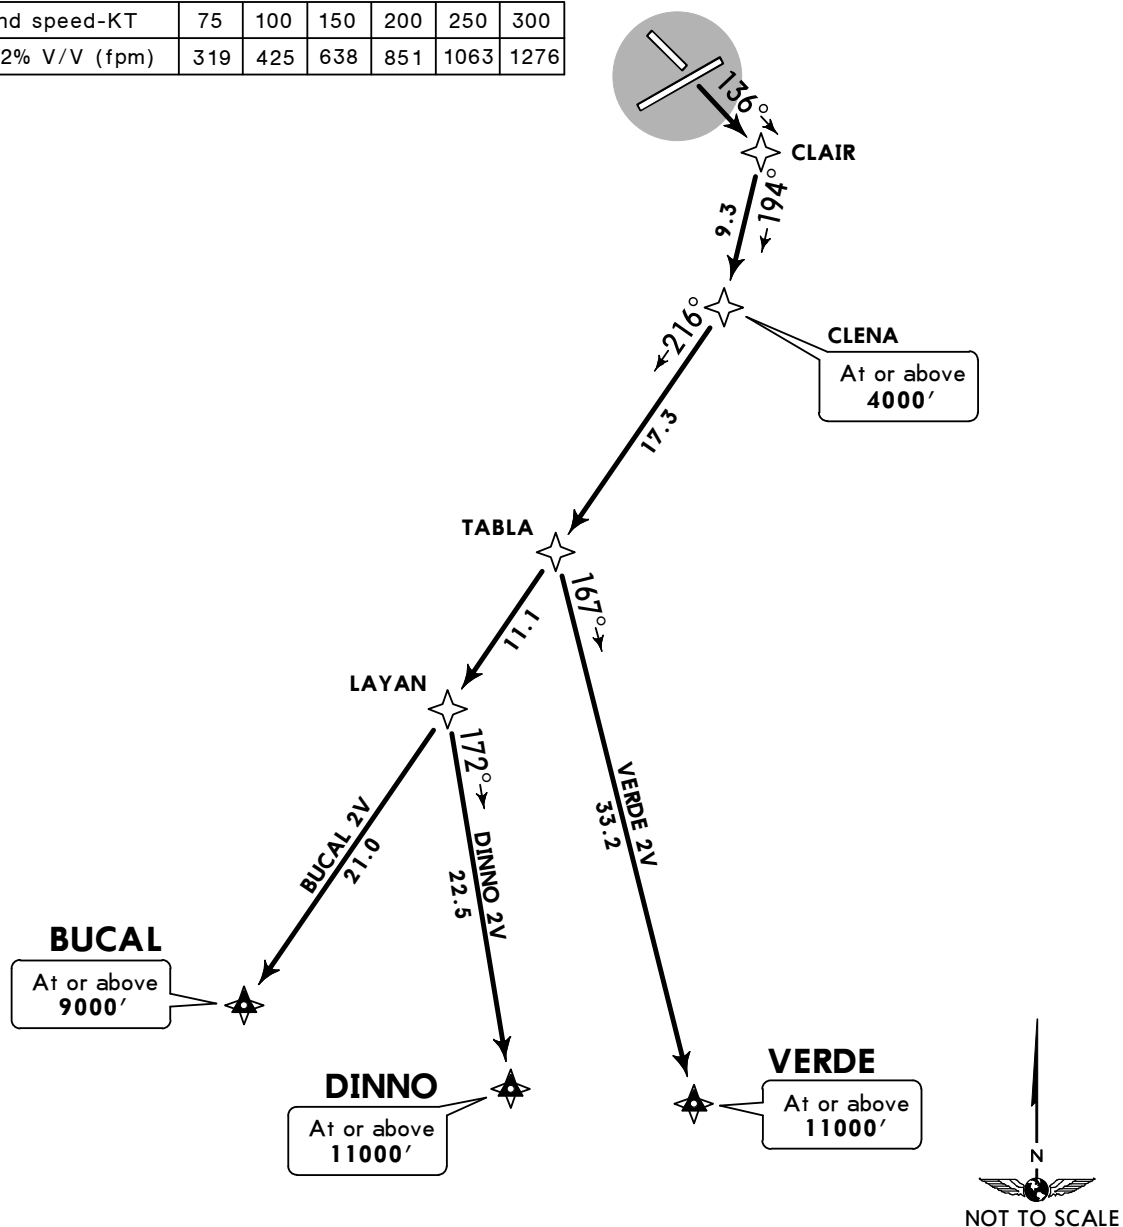 nd speed-KT 75 100 150 200 250 300
2% V/V (fpm) 319 425 638 851 1063 1276
136°
CLAIR
194°
9.3
216°
CLENA
At or above
4000′
17.3
TABLA
167°
11.1
LAYAN
172°
VERDE 2V
33.2
BUCAL 2V
21.0
DINNO 2V
22.5
BUCAL
At or above
9000′
DINNO
At or above
11000′
VERDE
At or above
11000′
N
NOT TO SCALE